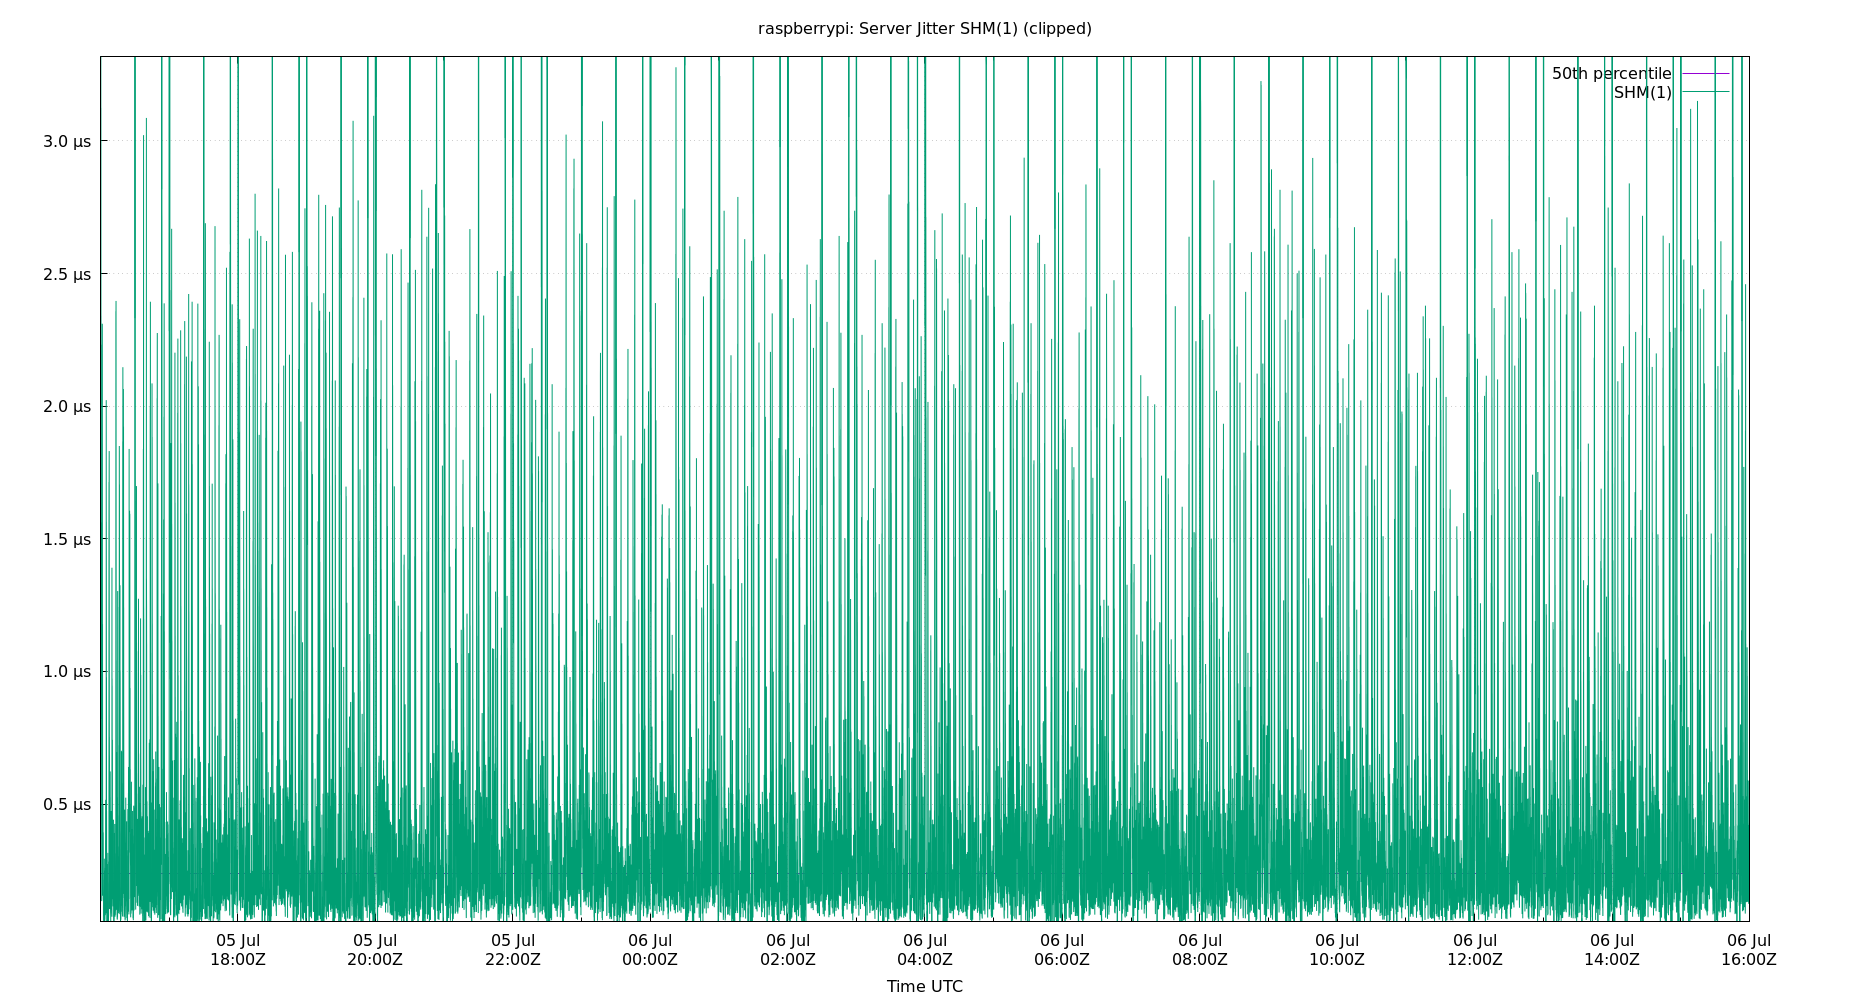 raspberrypi: Server Jitter SHM(1) (clipped)
50th percentile
SHM(1)
3.0 µs
2.5 µs
2.0 µs
1.5 µs
1.0 µs
0.5 µs
05 Jul 05 Jul 05 Jul 06 Jul 06 Jul 06 Jul 06 Jul 06 Jul 06 Jul 06 Jul 06 Jul 06 Jul
18:00Z 20:00Z 22:00Z 00:00Z 02:00Z 04:00Z 06:00Z 08:00Z 10:00Z 12:00Z 14:00Z 16:00Z
Time UTC